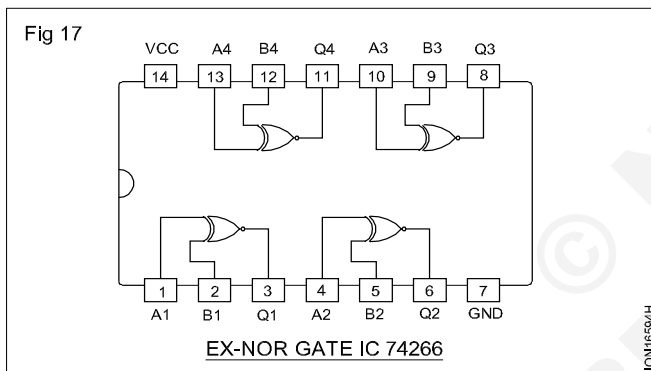 Fig 17
VCC A4 B4 Q4 A3 B3 Q3
14 13 12 11 10 9 8
1 2 3 4 5 6 7
A1 B1 Q1 A2 B2 Q2 GND
EX-NOR GATE IC 74266
©